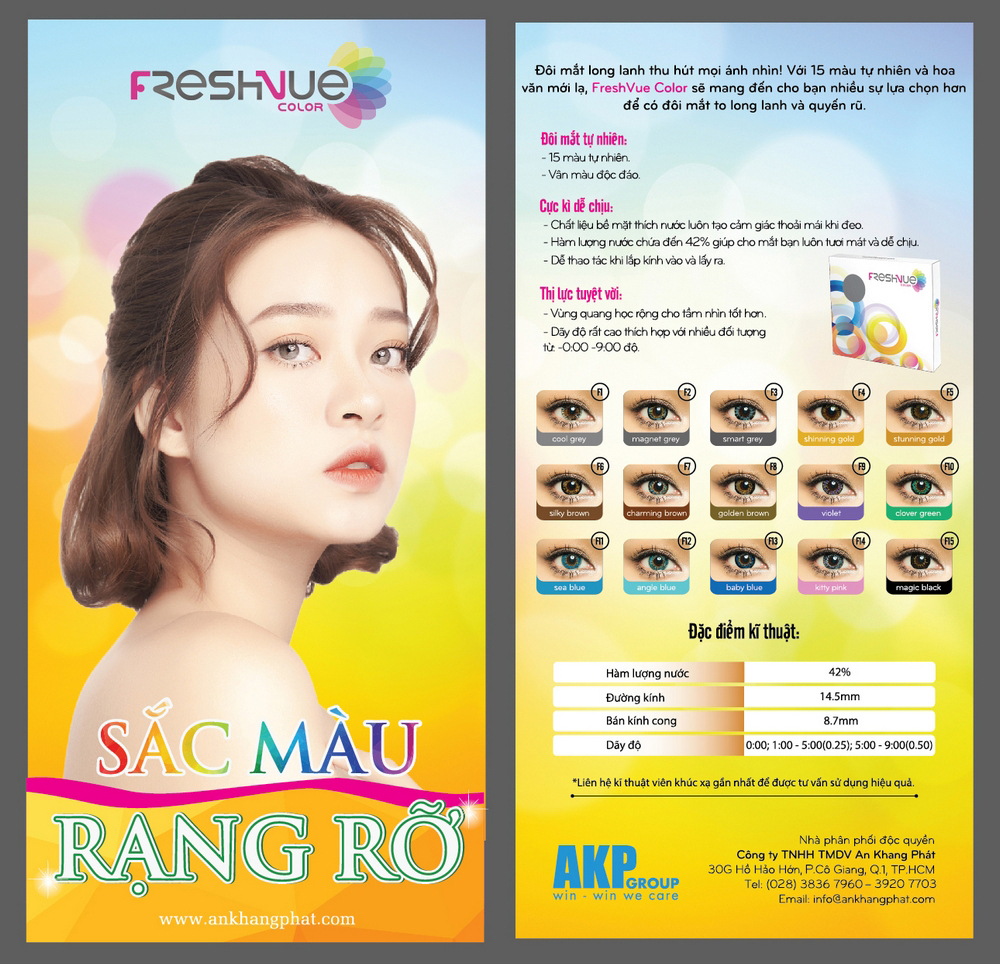 FRESHVUE
COLOR
SẮC MÀU
RẠNG RỠ
www.ankhangphat.com
Đôi mắt long lanh thu hút mọi ánh nhìn! Với 15 màu tự nhiên và hoa
văn mới lạ, FreshVue Color sẽ mang đến cho bạn nhiều sự lựa chọn hơn
để có đôi mắt to long lanh và quyến rũ.
Đôi mắt tự nhiên:
- 15 màu tự nhiên.
- Vân màu độc đáo.
Cực kì dễ chịu:
- Chất liệu bề mặt thích nước luôn tạo cảm giác thoải mái khi đeo.
- Hàm lượng nước chứa đến 42% giúp cho mắt bạn luôn tươi mát và dễ chịu.
- Dễ thao tác khi lắp kính vào và lấy ra.
Thị lực tuyệt vời:
- Vùng quang học rộng cho tầm nhìn tốt hơn.
- Dãy độ rất cao thích hợp với nhiều đối tượng
từ: -0:00 -9:00 độ.
FRESHVUE
COLOR
F1 F2 F3 F4 F5
cool grey magnet grey smart grey shinning gold stunning gold
F6 F7 F8 F9 F10
silky brown charming brown golden brown violet clover green
F11 F12 F13 F14 F15
sea blue angle blue baby blue kitty pink magic black
Đặc điểm kĩ thuật:
Hàm lượng nước 42%
Đường kính 14.5mm
Bán kính cong 8.7mm
Dãy độ 0:00; 1:00 - 5:00(0.25); 5:00 - 9:00(0.50)
*Liên hệ kĩ thuật viên khúc xạ gần nhất để được tư vấn sử dụng hiệu quả.
AKP GROUP
win - win we care
Nhà phân phối độc quyền
Công ty TNHH TMDV An Khang Phát
30G Hồ Hảo Hớn, P.Cô Giang, Q.1, TP.HCM
Tel: (028) 3836 7960 – 3920 7703
Email: info@ankhangphat.com